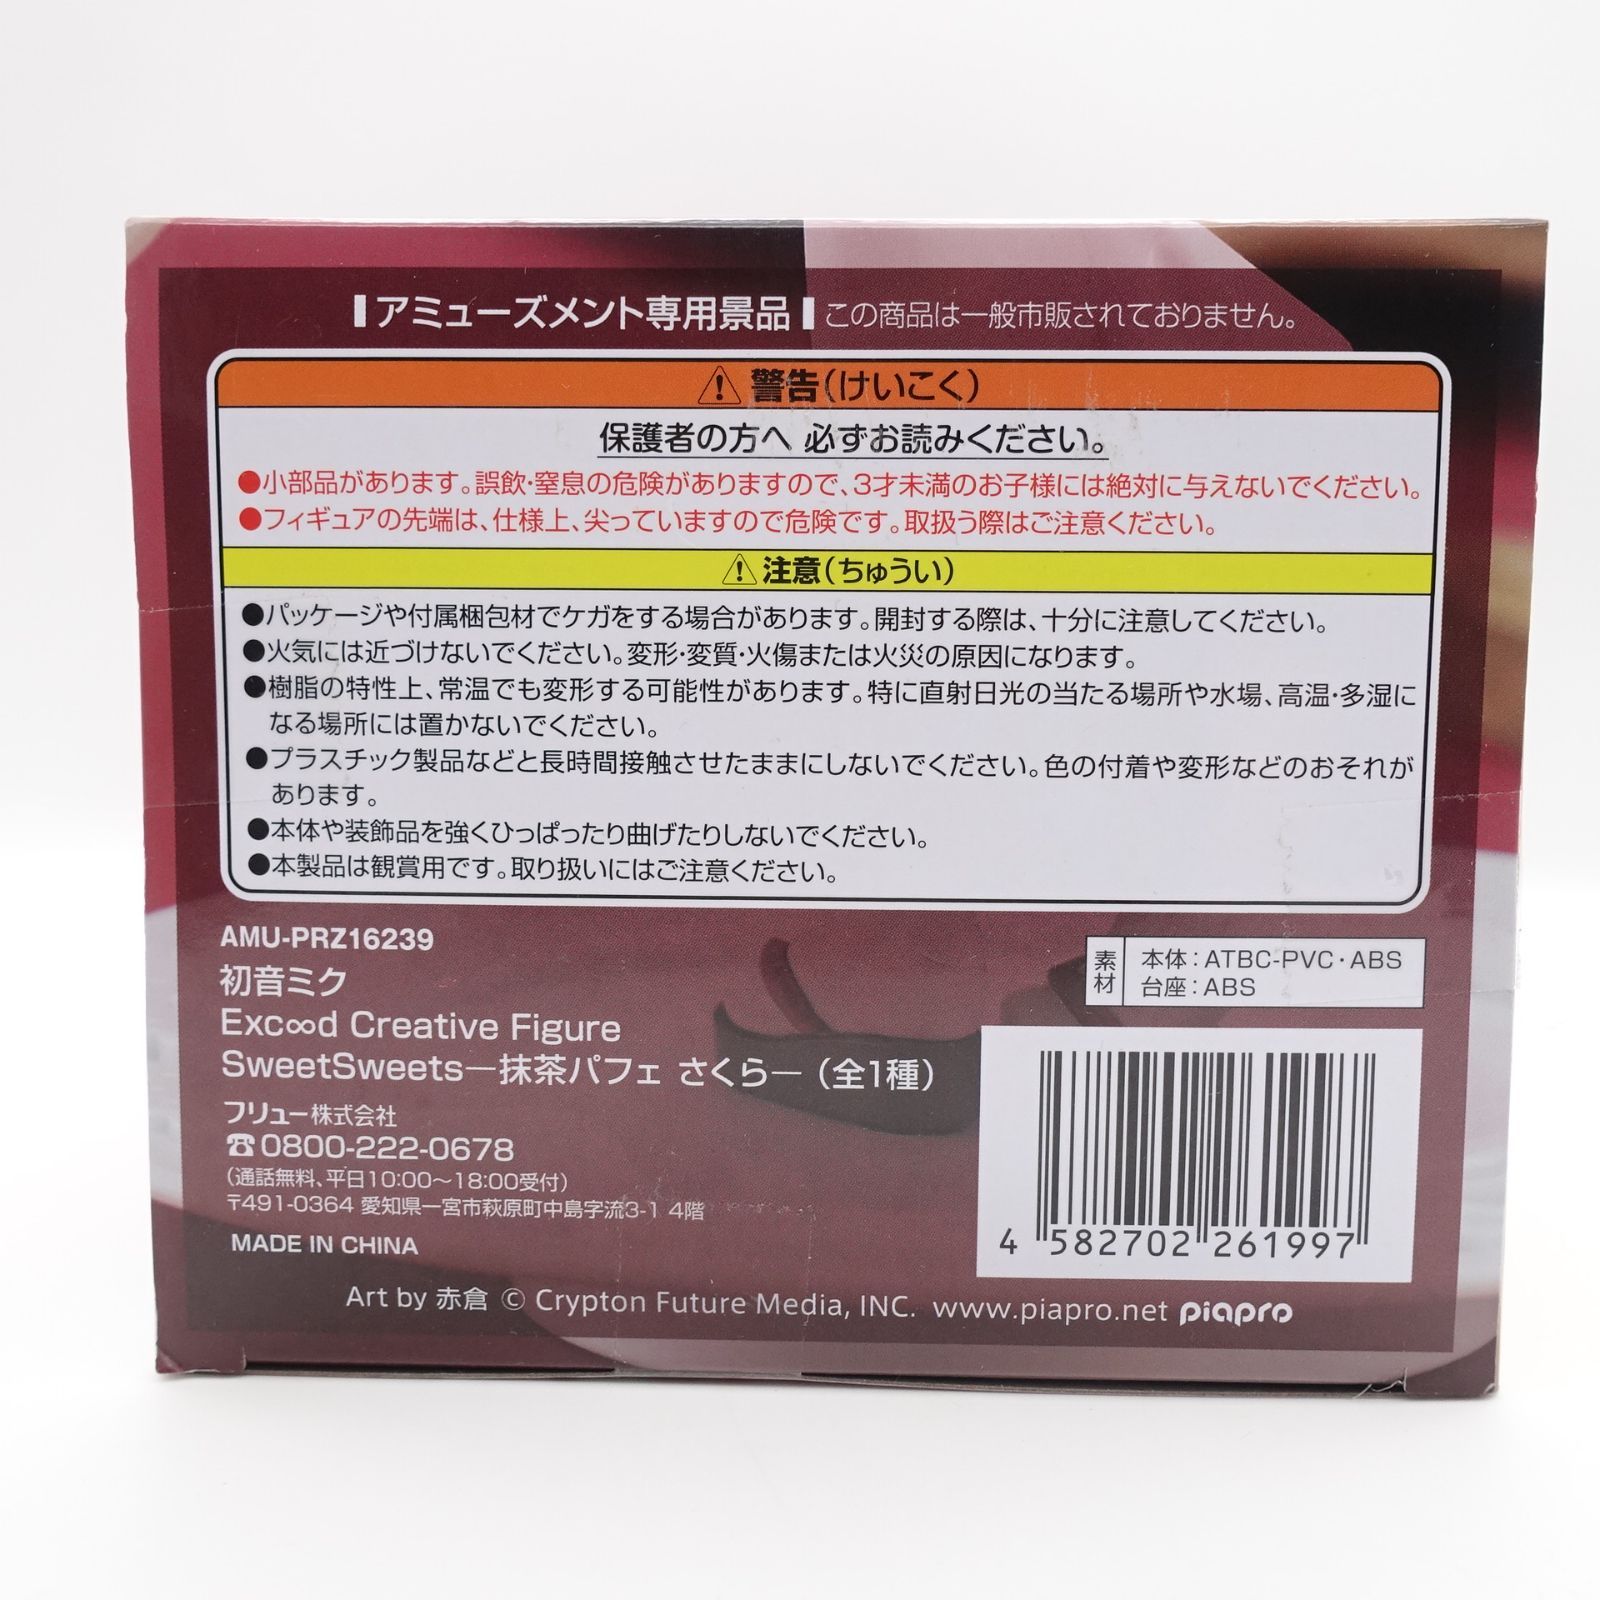 アミューズメント専用景品 この商品は一般市販されておりません。
⚠警告(けいこく)
保護者の方へ 必ずお読みください。
●小部品があります。誤飲・窒息の危険がありますので、3才未満のお子様には絶対に与えないでください。
●フィギュアの先端は、仕様上、尖っていますので危険です。取扱う際はご注意ください。
⚠注意(ちゅうい)
●パッケージや付属梱包材でケガをする場合があります。開封する際は、十分に注意してください。
●火気には近づけないでください。変形・変質・火傷または火災の原因になります。
●樹脂の特性上、常温でも変形する可能性があります。特に直射日光の当たる場所や水場、高温・多湿に
なる場所には置かないでください。
●プラスチック製品などと長時間接触させたままにしないでください。色の付着や変形などのおそれが
あります。
●本体や装飾品を強くひっぱったり曲げたりしないでください。
●本製品は観賞用です。取り扱いにはご注意ください。
AMU-PRZ16239
初音ミク
Exc∞d Creative Figure
SweetSweets―抹茶パフェ さくら―(全1種)
フリュー株式会社
☎0800-222-0678
(通話無料、平日10:00~18:00受付)
〒491-0364 愛知県一宮市萩原町中島字流3-1 4階
MADE IN CHINA
素材
本体:ATBC-PVC・ABS
台座:ABS
4 582702 261997
Art by 赤倉 © Crypton Future Media, INC. www.piapro.net piapro